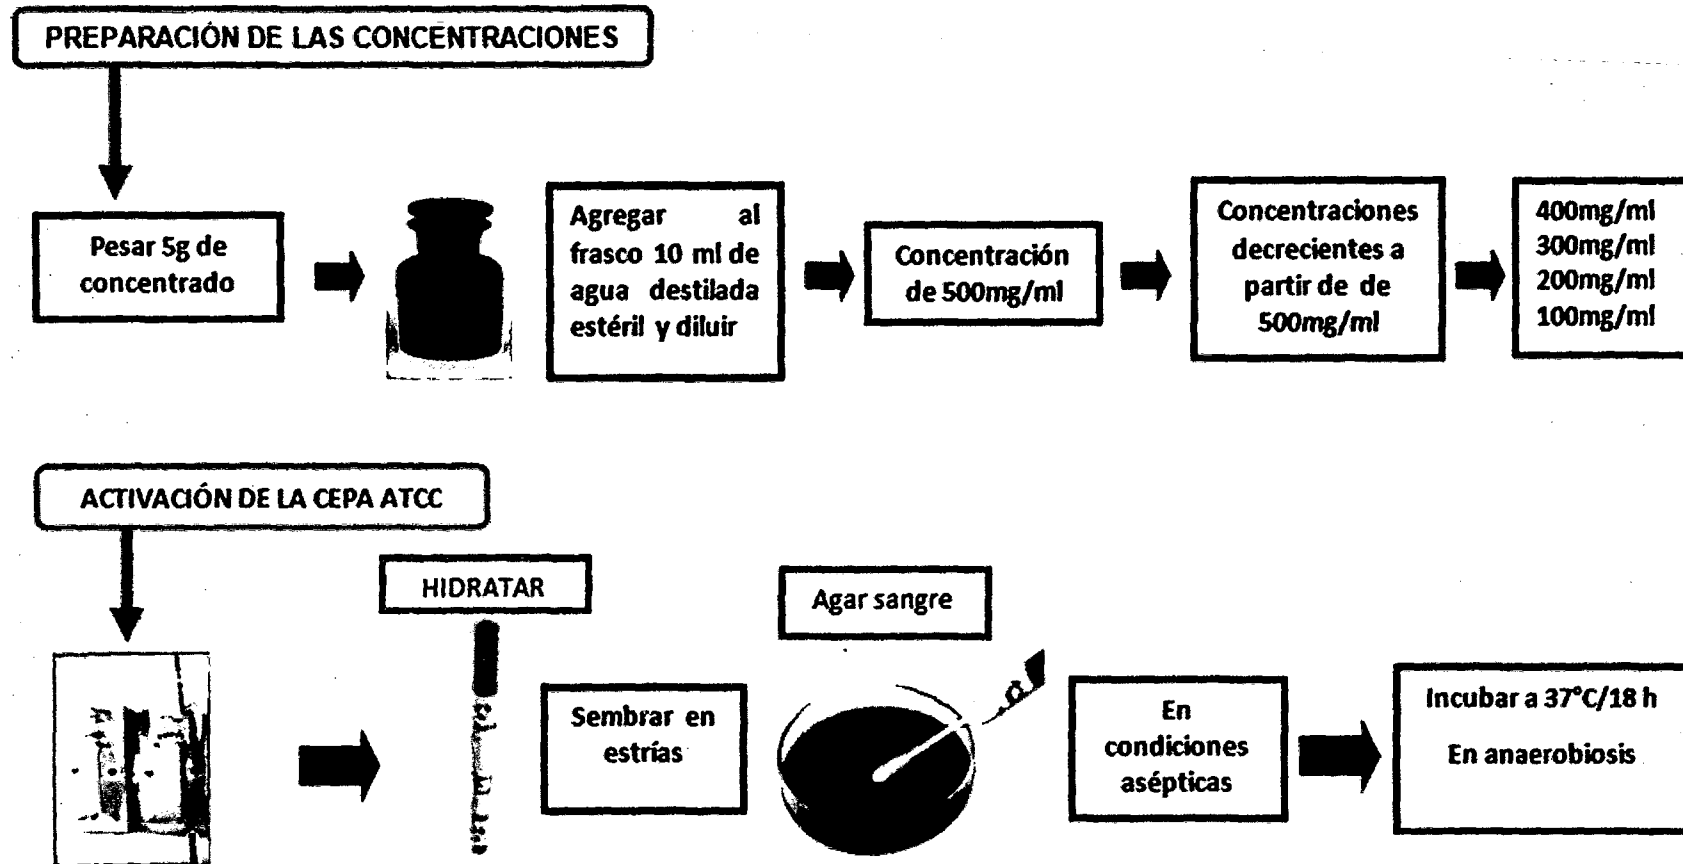 PREPARACIÓN DE LAS CONCENTRACIONES
Pesar 5g de
concentrado
Agregar al
frasco 10 ml de
agua destilada
estéril y diluir
Concentración
de 500mg/ml
Concentraciones
decrecientes a
partir de de
500mg/ml
400mg/ml
300mg/ml
200mg/ml
100mg/ml
ACTIVACIÓN DE LA CEPA ATCC
HIDRATAR
Sembrar en
estrías
Agar sangre
En
condiciones
asépticas
Incubar a 37°C/18 h
En anaerobiosis